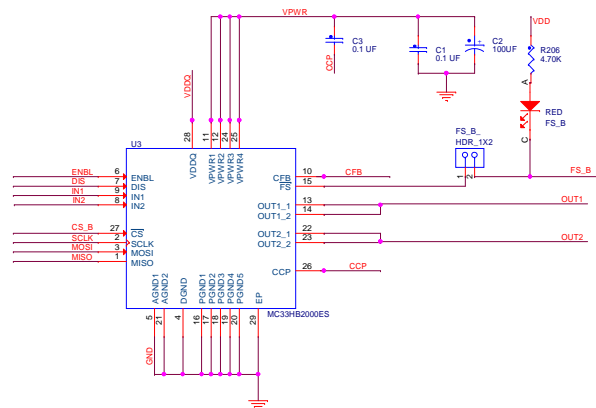 VPWR
VDD
C3
0.1 UF
CCP
C1
0.1 UF
C2
100UF
R206
4.70K
A
RED
FS_B
C
VDDQ
U3
28
11
12
24
25
VDDQ
VPWR1
VPWR2
VPWR3
VPWR4
FS_B_
HDR_1X2
1
2
FS_B
ENBL
6
ENBL
DIS
7
DIS
IN1
9
IN1
IN2
8
IN2
CS_B
27
CS
SCLK
2
SCLK
MOSI
3
MOSI
MISO
1
MISO
CFB
10
CFB
FS
15
OUT1_1
13
OUT1
OUT1_2
14
OUT2_1
22
OUT2_2
23
OUT2
CCP
26
CCP
AGND1
AGND2
DGND
PGND1
PGND2
PGND3
PGND4
PGND5
EP
MC33HB2000ES
5
21
4
16
17
18
19
20
29
GND